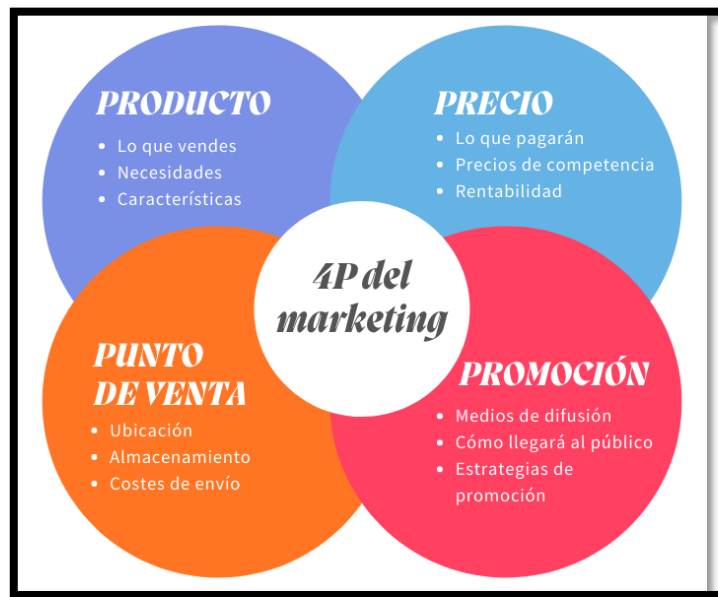 PRODUCTO
• Lo que vendes
• Necesidades
• Características
PRECIO
• Lo que pagarán
• Precios de competencia
• Rentabilidad
4P del
marketing
PUNTO
DE VENTA
• Ubicación
• Almacenamiento
• Costes de envío
PROMOCIÓN
• Medios de difusión
• Cómo llegará al público
• Estrategias de
promoción